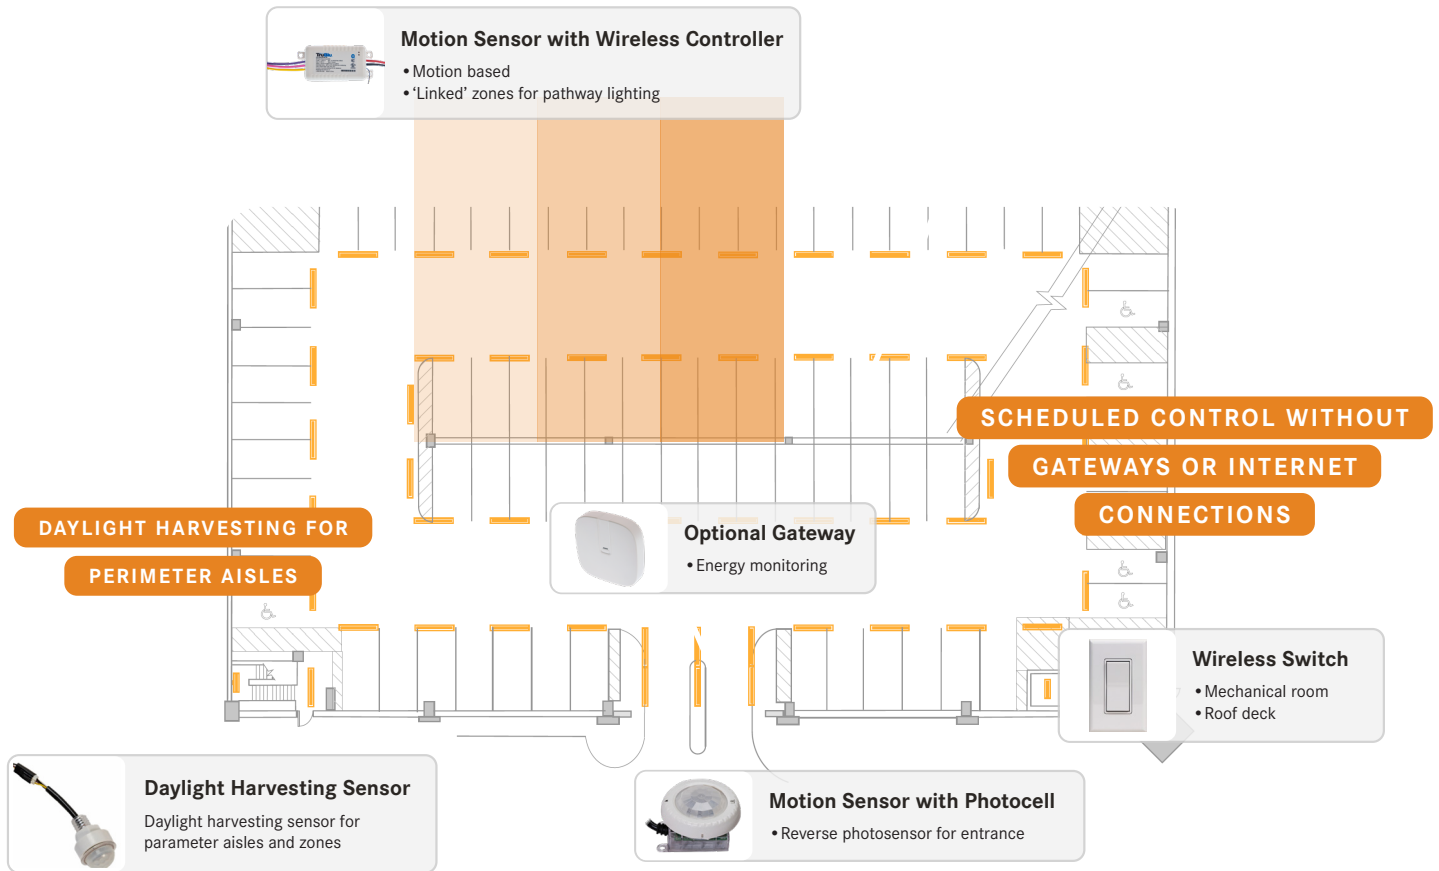 Motion Sensor with Wireless Controller
• Motion based
• ‘Linked’ zones for pathway lighting
SCHEDULED CONTROL WITHOUT
GATEWAYS OR INTERNET
CONNECTIONS
DAYLIGHT HARVESTING FOR
PERIMETER AISLES
Optional Gateway
• Energy monitoring
Wireless Switch
• Mechanical room
• Roof deck
Daylight Harvesting Sensor
Daylight harvesting sensor for
parameter aisles and zones
Motion Sensor with Photocell
• Reverse photosensor for entrance